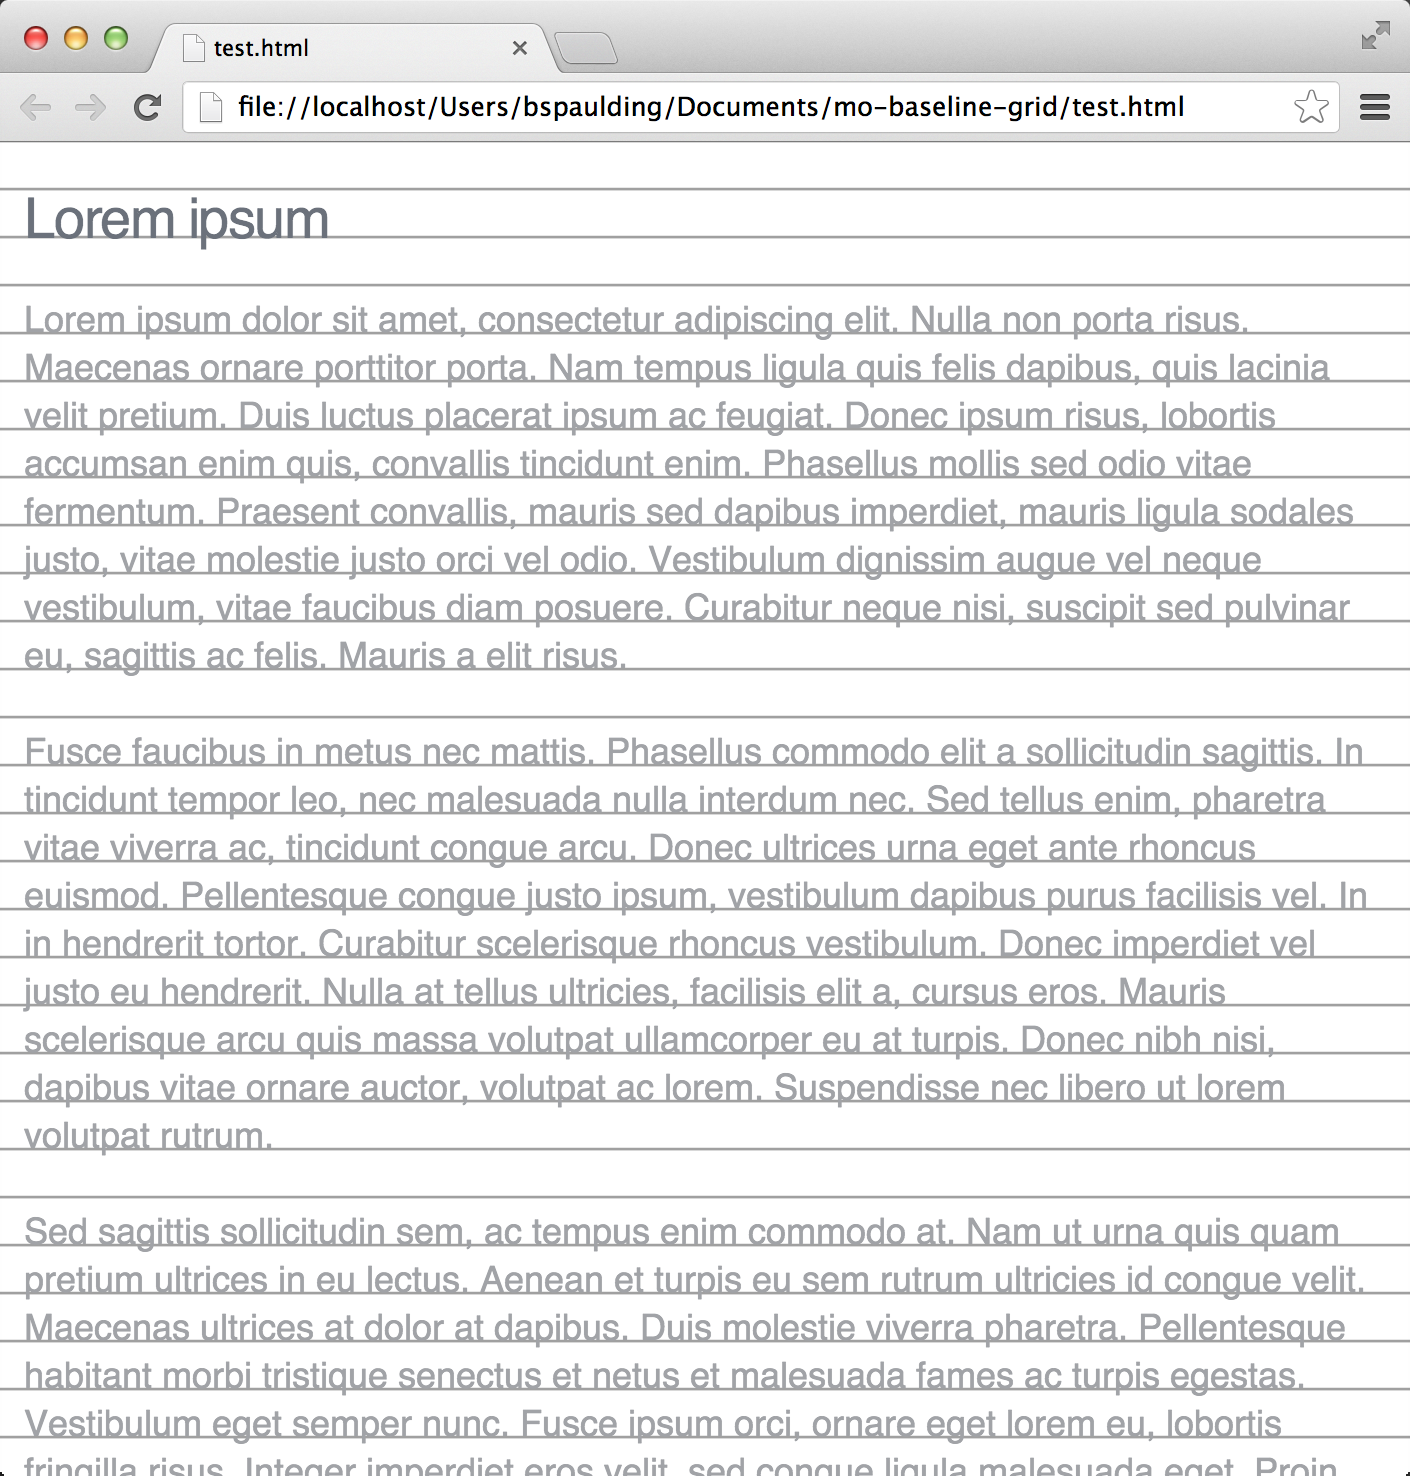 test.html
file://localhost/Users/bspaulding/Documents/mo-baseline-grid/test.html
Lorem ipsum
Lorem ipsum dolor sit amet, consectetur adipiscing elit. Nulla non porta risus.
Maecenas ornare porttitor porta. Nam tempus ligula quis felis dapibus, quis lacinia
velit pretium. Duis luctus placerat ipsum ac feugiat. Donec ipsum risus, lobortis
accumsan enim quis, convallis tincidunt enim. Phasellus mollis sed odio vitae
fermentum. Praesent convallis, mauris sed dapibus imperdiet, mauris ligula sodales
justo, vitae molestie justo orci vel odio. Vestibulum dignissim augue vel neque
vestibulum, vitae faucibus diam posuere. Curabitur neque nisi, suscipit sed pulvinar
eu, sagittis ac felis. Mauris a elit risus.
Fusce faucibus in metus nec mattis. Phasellus commodo elit a sollicitudin sagittis. In
tincidunt tempor leo, nec malesuada nulla interdum nec. Sed tellus enim, pharetra
vitae viverra ac, tincidunt congue arcu. Donec ultrices urna eget ante rhoncus
euismod. Pellentesque congue justo ipsum, vestibulum dapibus purus facilisis vel. In
in hendrerit tortor. Curabitur scelerisque rhoncus vestibulum. Donec imperdiet vel
justo eu hendrerit. Nulla at tellus ultricies, facilisis elit a, cursus eros. Mauris
scelerisque arcu quis massa volutpat ullamcorper eu at turpis. Donec nibh nisi,
dapibus vitae ornare auctor, volutpat ac lorem. Suspendisse nec libero ut lorem
volutpat rutrum.
Sed sagittis sollicitudin sem, ac tempus enim commodo at. Nam ut urna quis quam
pretium ultrices in eu lectus. Aenean et turpis eu sem rutrum ultricies id congue velit.
Maecenas ultrices at dolor at dapibus. Duis molestie viverra pharetra. Pellentesque
habitant morbi tristique senectus et netus et malesuada fames ac turpis egestas.
Vestibulum eget semper nunc. Fusce ipsum orci, ornare eget lorem eu, lobortis
fringilla risus. Integer imperdiet eros velit, sed congue ligula malesuada eget. Proin